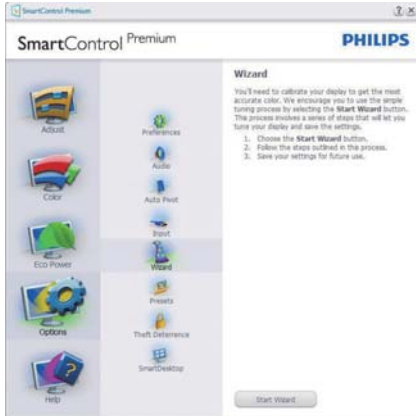 SmartControl Premium
SmartControl Premium
PHILIPS
Adjust
Color
Eco Power
Options
Help
Preferences
Audio
Auto Pivot
Input
Wizard
Presets
Theft Deterrence
SmartDesktop
Wizard
You'll need to calibrate your display to get the most
accurate color. We encourage you to use the simple
tuning process by selecting the Start Wizard button.
This process involves a series of steps that will let you
tune your display and save the settings.
1. Choose the Start Wizard button.
2. Follow the steps outlined in the process.
3. Save your settings for future use.
Start Wizard